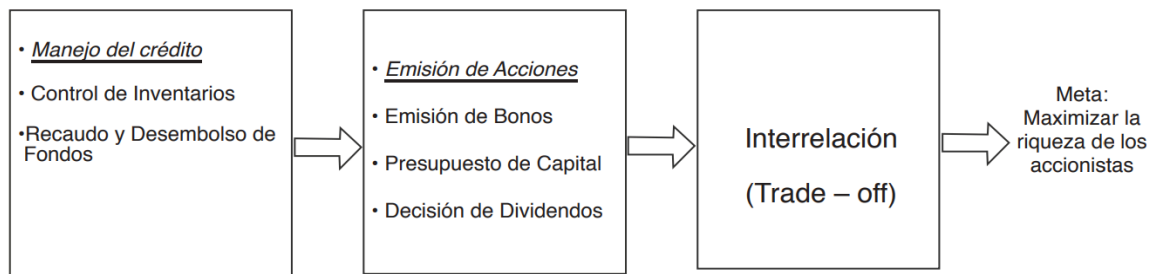 • Manejo del crédito
• Control de Inventarios
•Recaudo y Desembolso de
Fondos
• Emisión de Acciones
• Emisión de Bonos
• Presupuesto de Capital
• Decisión de Dividendos
Interrelación
(Trade – off)
Meta:
Maximizar la
riqueza de los
accionistas